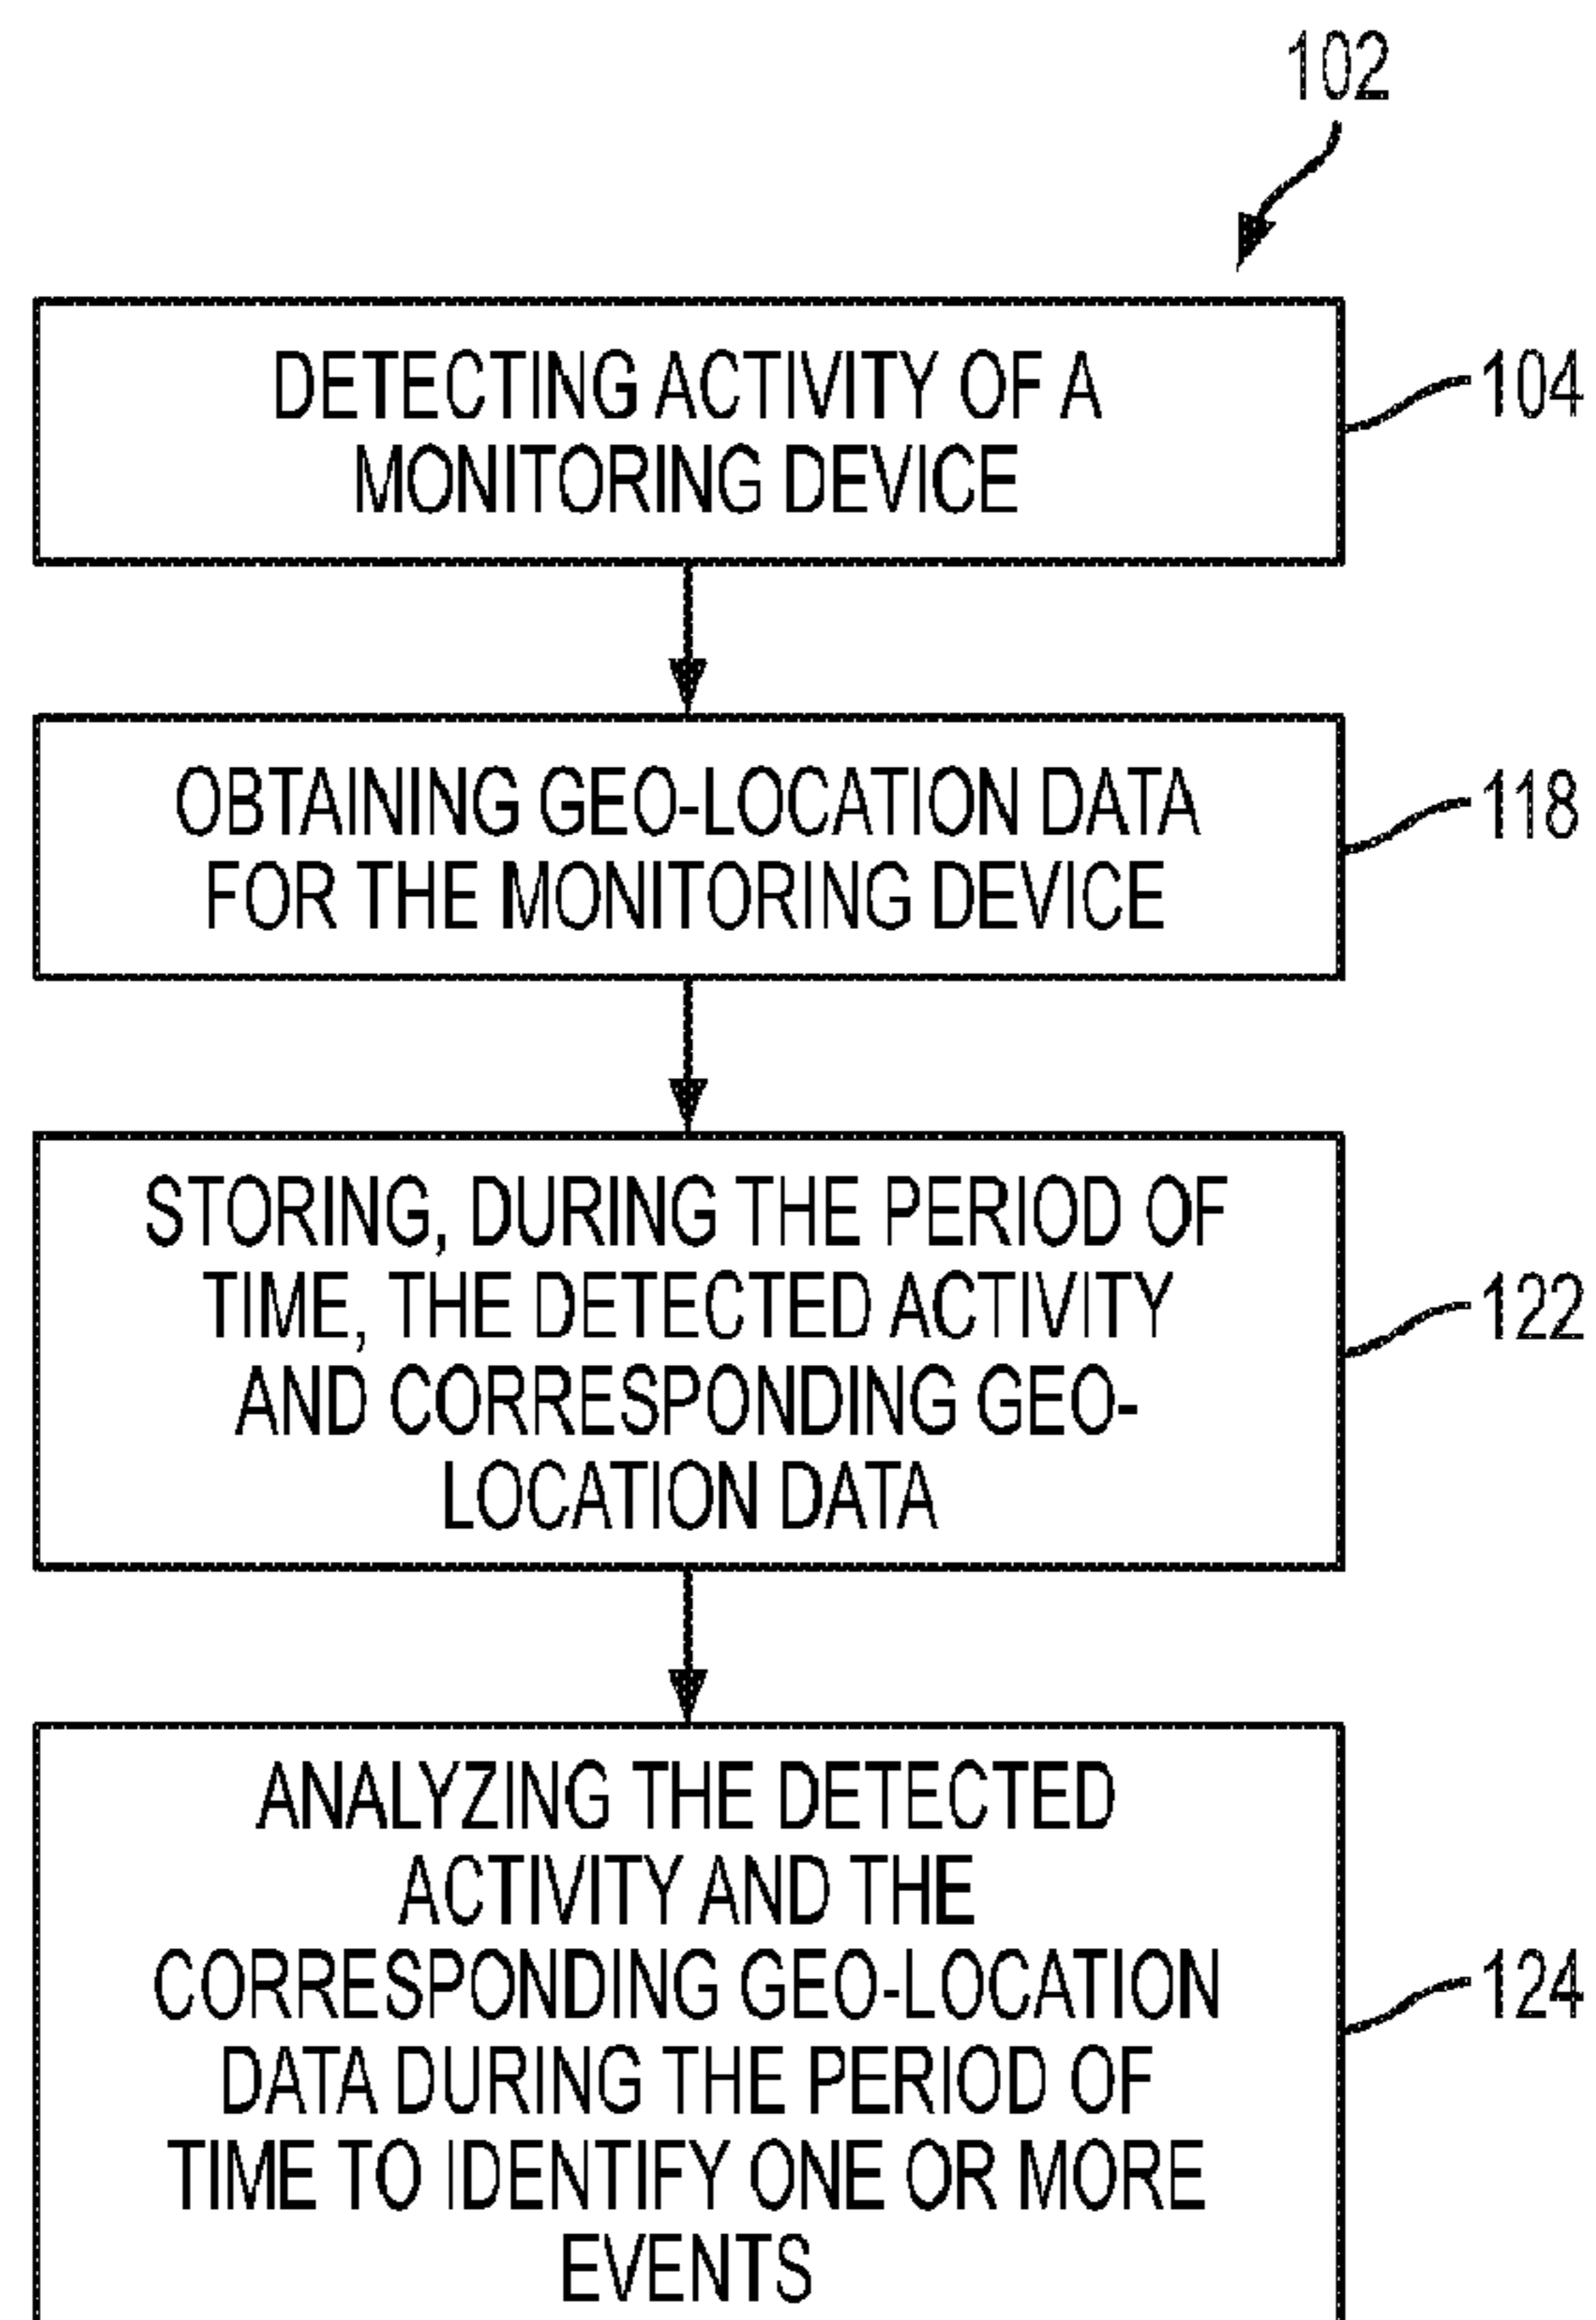 102
DETECTING ACTIVITY OF A
MONITORING DEVICE
104
OBTAINING GEO-LOCATION DATA
FOR THE MONITORING DEVICE
118
STORING, DURING THE PERIOD OF
TIME, THE DETECTED ACTIVITY
AND CORRESPONDING GEO-
LOCATION DATA
122
ANALYZING THE DETECTED
ACTIVITY AND THE
CORRESPONDING GEO-LOCATION
DATA DURING THE PERIOD OF
TIME TO IDENTIFY ONE OR MORE
EVENTS
124